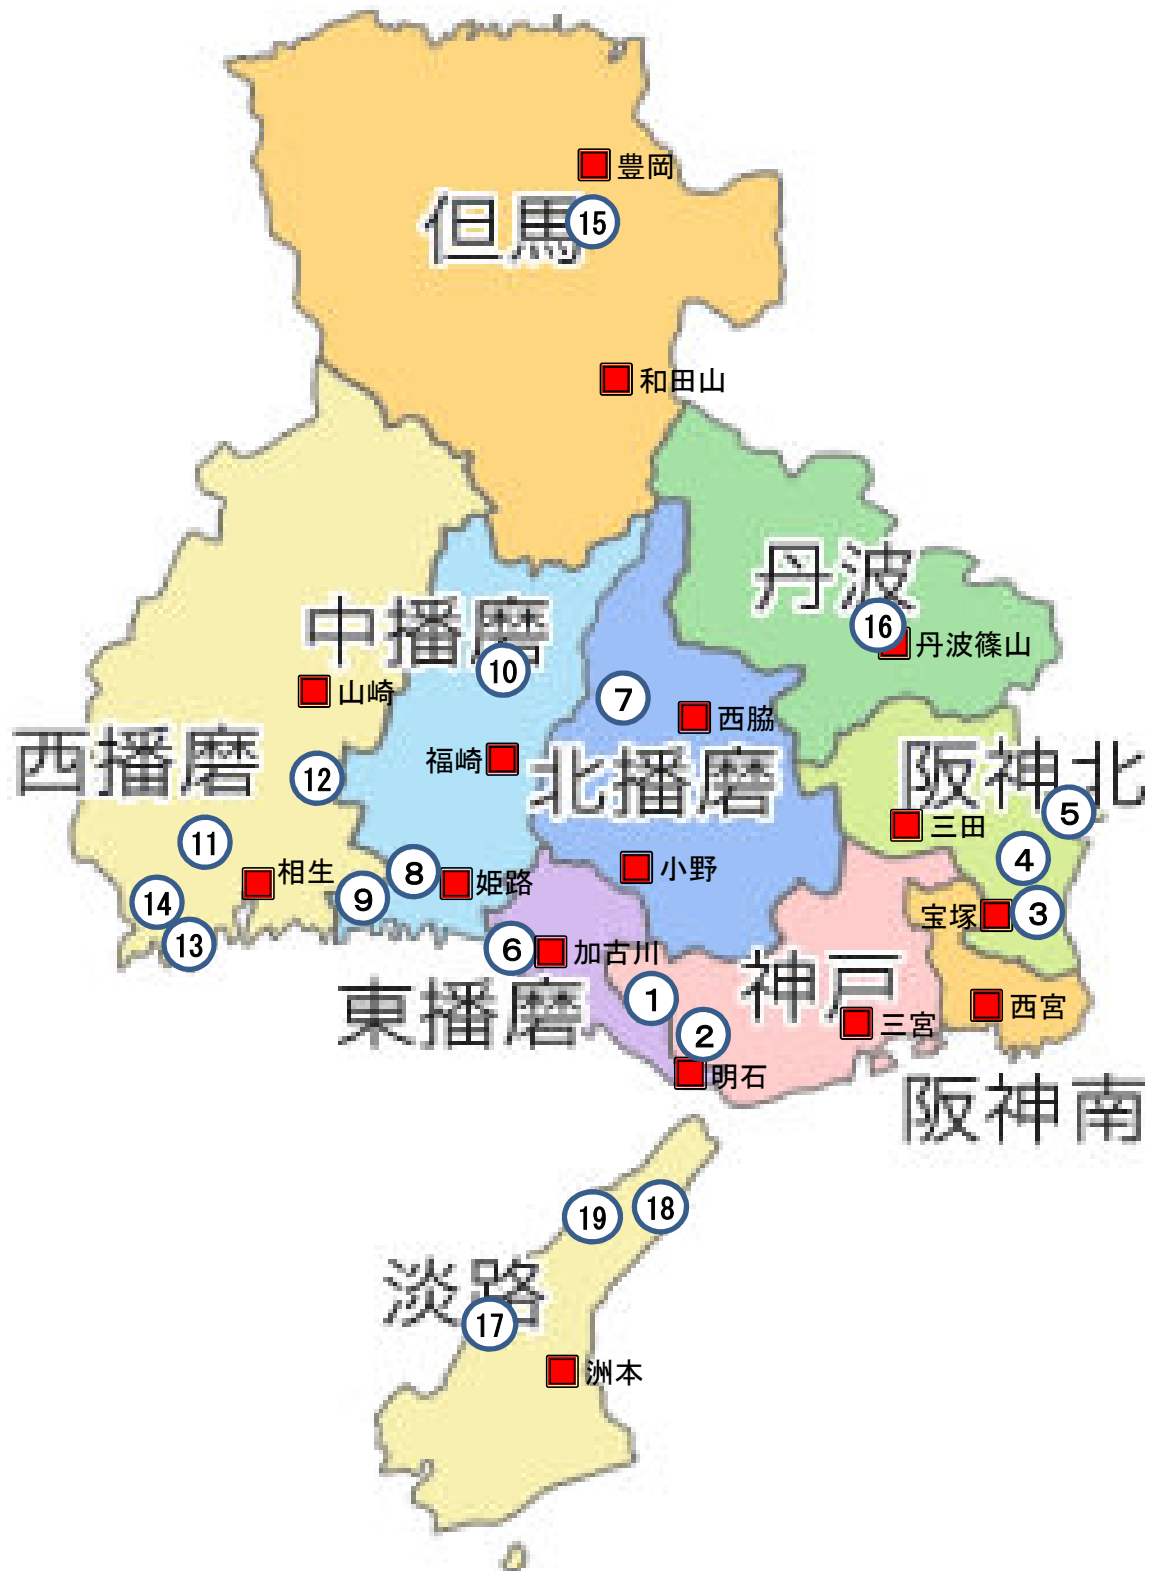 豊岡
但馬
⑮
和田山
丹波
中播磨
⑯
丹波篠山
⑩
山崎
⑦
西脇
西播磨
⑫
福崎
北播磨
阪神北
⑤
三田
⑪
④
相生
⑧
姫路
小野
⑭
⑨
宝塚
③
⑬
⑥
加古川
東播磨
①
神戸
西宮
②
三宮
明石
阪神南
⑲
⑱
淡路
⑰
洲本